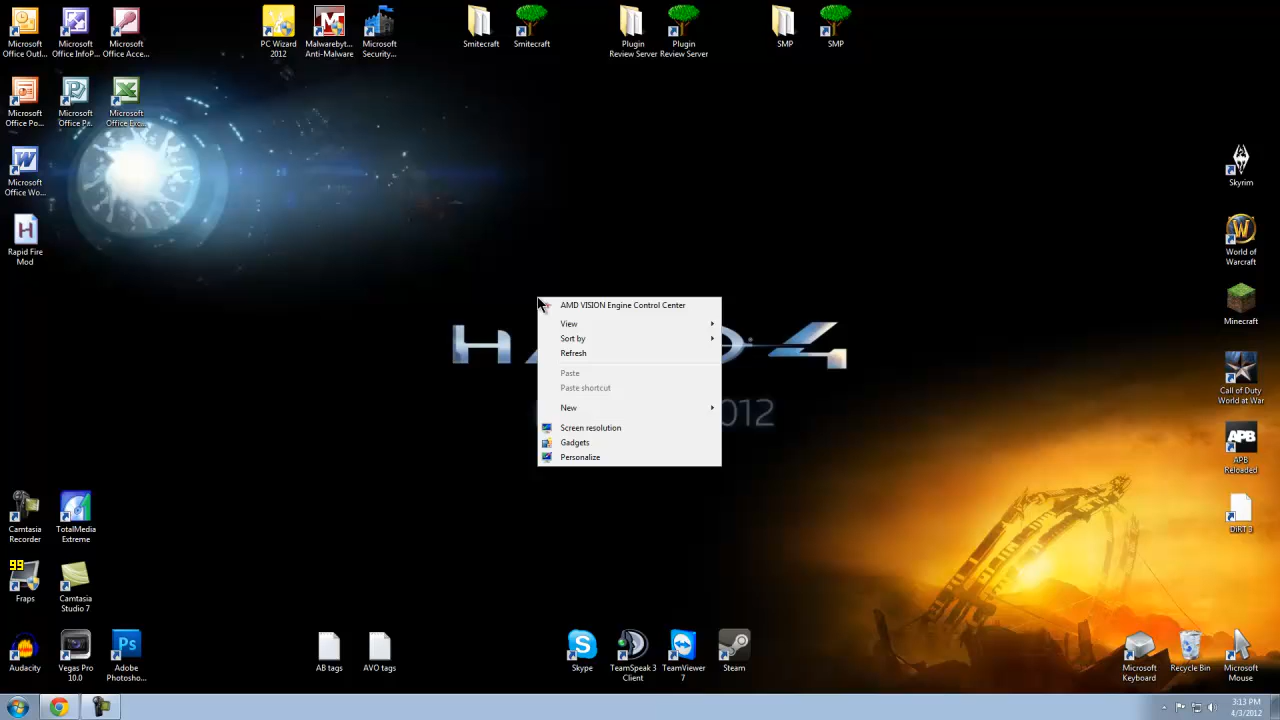 Microsoft
Office Outl...
Microsoft
Office InfoP...
Microsoft
Office Acce...
PC Wizard
2012
Malwarebyt...
Anti-Malware
Microsoft
Security...
Smitecraft
Smitecraft
Plugin
Review Server
Plugin
Review Server
SMP
SMP
Microsoft
Office Po...
Microsoft
Office Pu...
Microsoft
Office Exc...
Microsoft
Office Wo...
Rapid Fire
Mod
Skyrim
World of
Warcraft
Minecraft
Call of Duty
World at War
APB
APB
Reloaded
DiRT 3
AMD VISION Engine Control Center
View
Sort by
Refresh
Paste
Paste shortcut
New
Screen resolution
Gadgets
Personalize
4
012
Camtasia
Recorder
TotalMedia
Extreme
99
Fraps
Camtasia
Studio 7
Audacity
Vegas Pro
10.0
Ps
Adobe
Photosho...
AB tags
AVO tags
Skype
TeamSpeak 3
Client
TeamViewer
7
Steam
Microsoft
Keyboard
Recycle Bin
Microsoft
Mouse
3:13 PM
4/3/2012